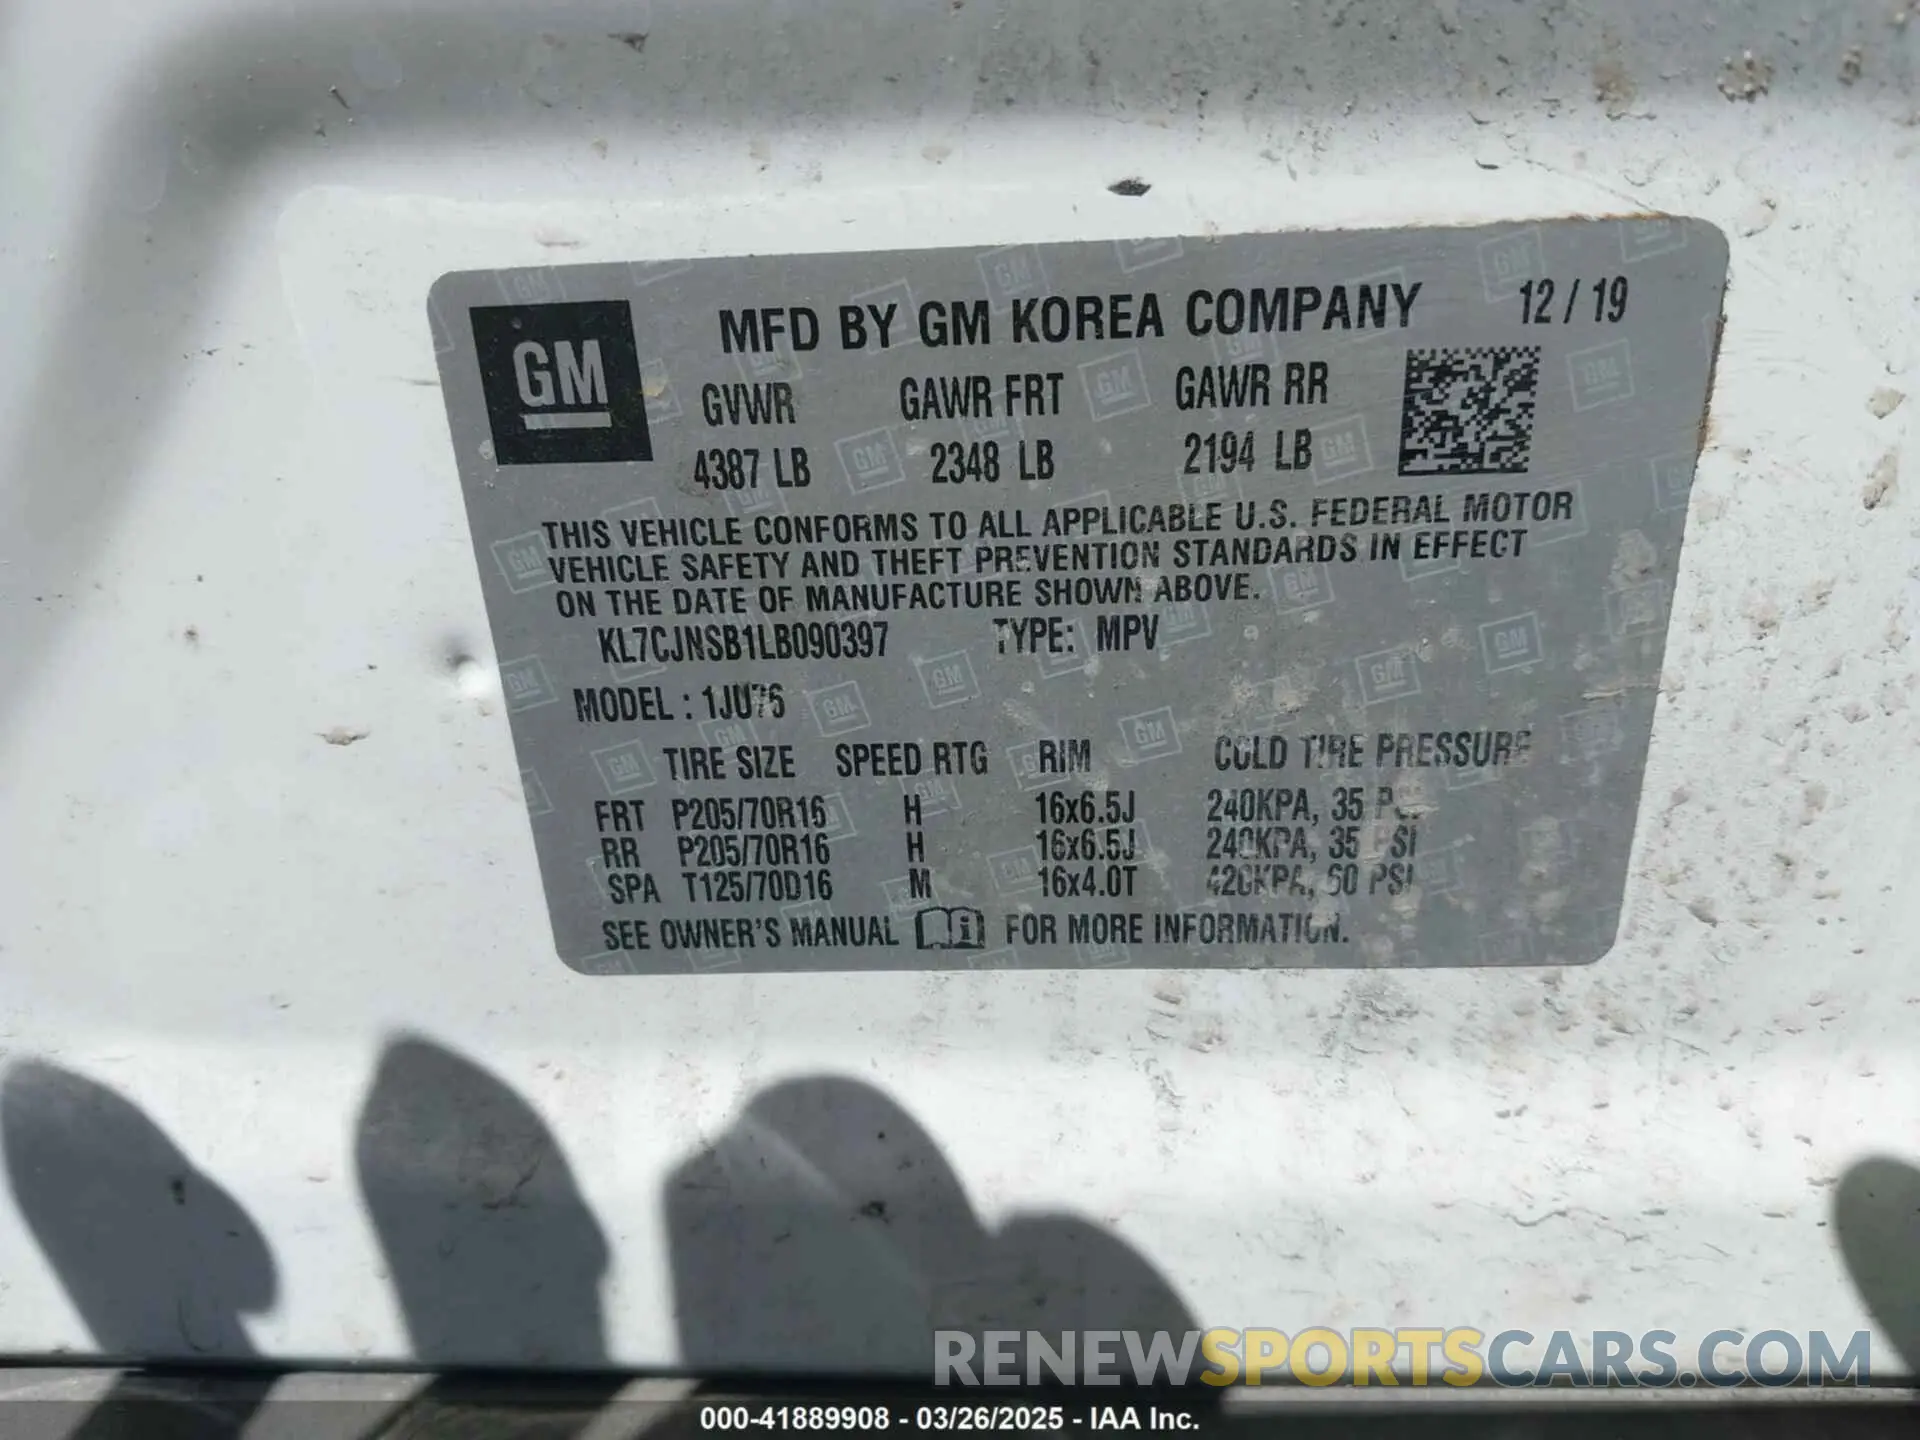 GM
MFD BY GM KOREA COMPANY 12 / 19
GVWR GAWR FRT GAWR RR
4387 LB 2348 LB 2194 LB
THIS VEHICLE CONFORMS TO ALL APPLICABLE U.S. FEDERAL MOTOR
VEHICLE SAFETY AND THEFT PREVENTION STANDARDS IN EFFECT
ON THE DATE OF MANUFACTURE SHOWN ABOVE.
KL7CJNSB1LB090397 TYPE: MPV
MODEL : 1JU76
TIRE SIZE SPEED RTG RIM COLD TIRE PRESSURE
FRT P205/70R16 H 16x6.5J 240KPA, 35 PSI
RR P205/70R16 H 16x6.5J 240KPA, 35 PSI
SPA T125/70D16 M 16x4.0T 420KPA, 60 PSI
SEE OWNER'S MANUAL FOR MORE INFORMATION.
RENEWSPORTSCARS.COM
000-41889908 - 03/26/2025 - IAA Inc.